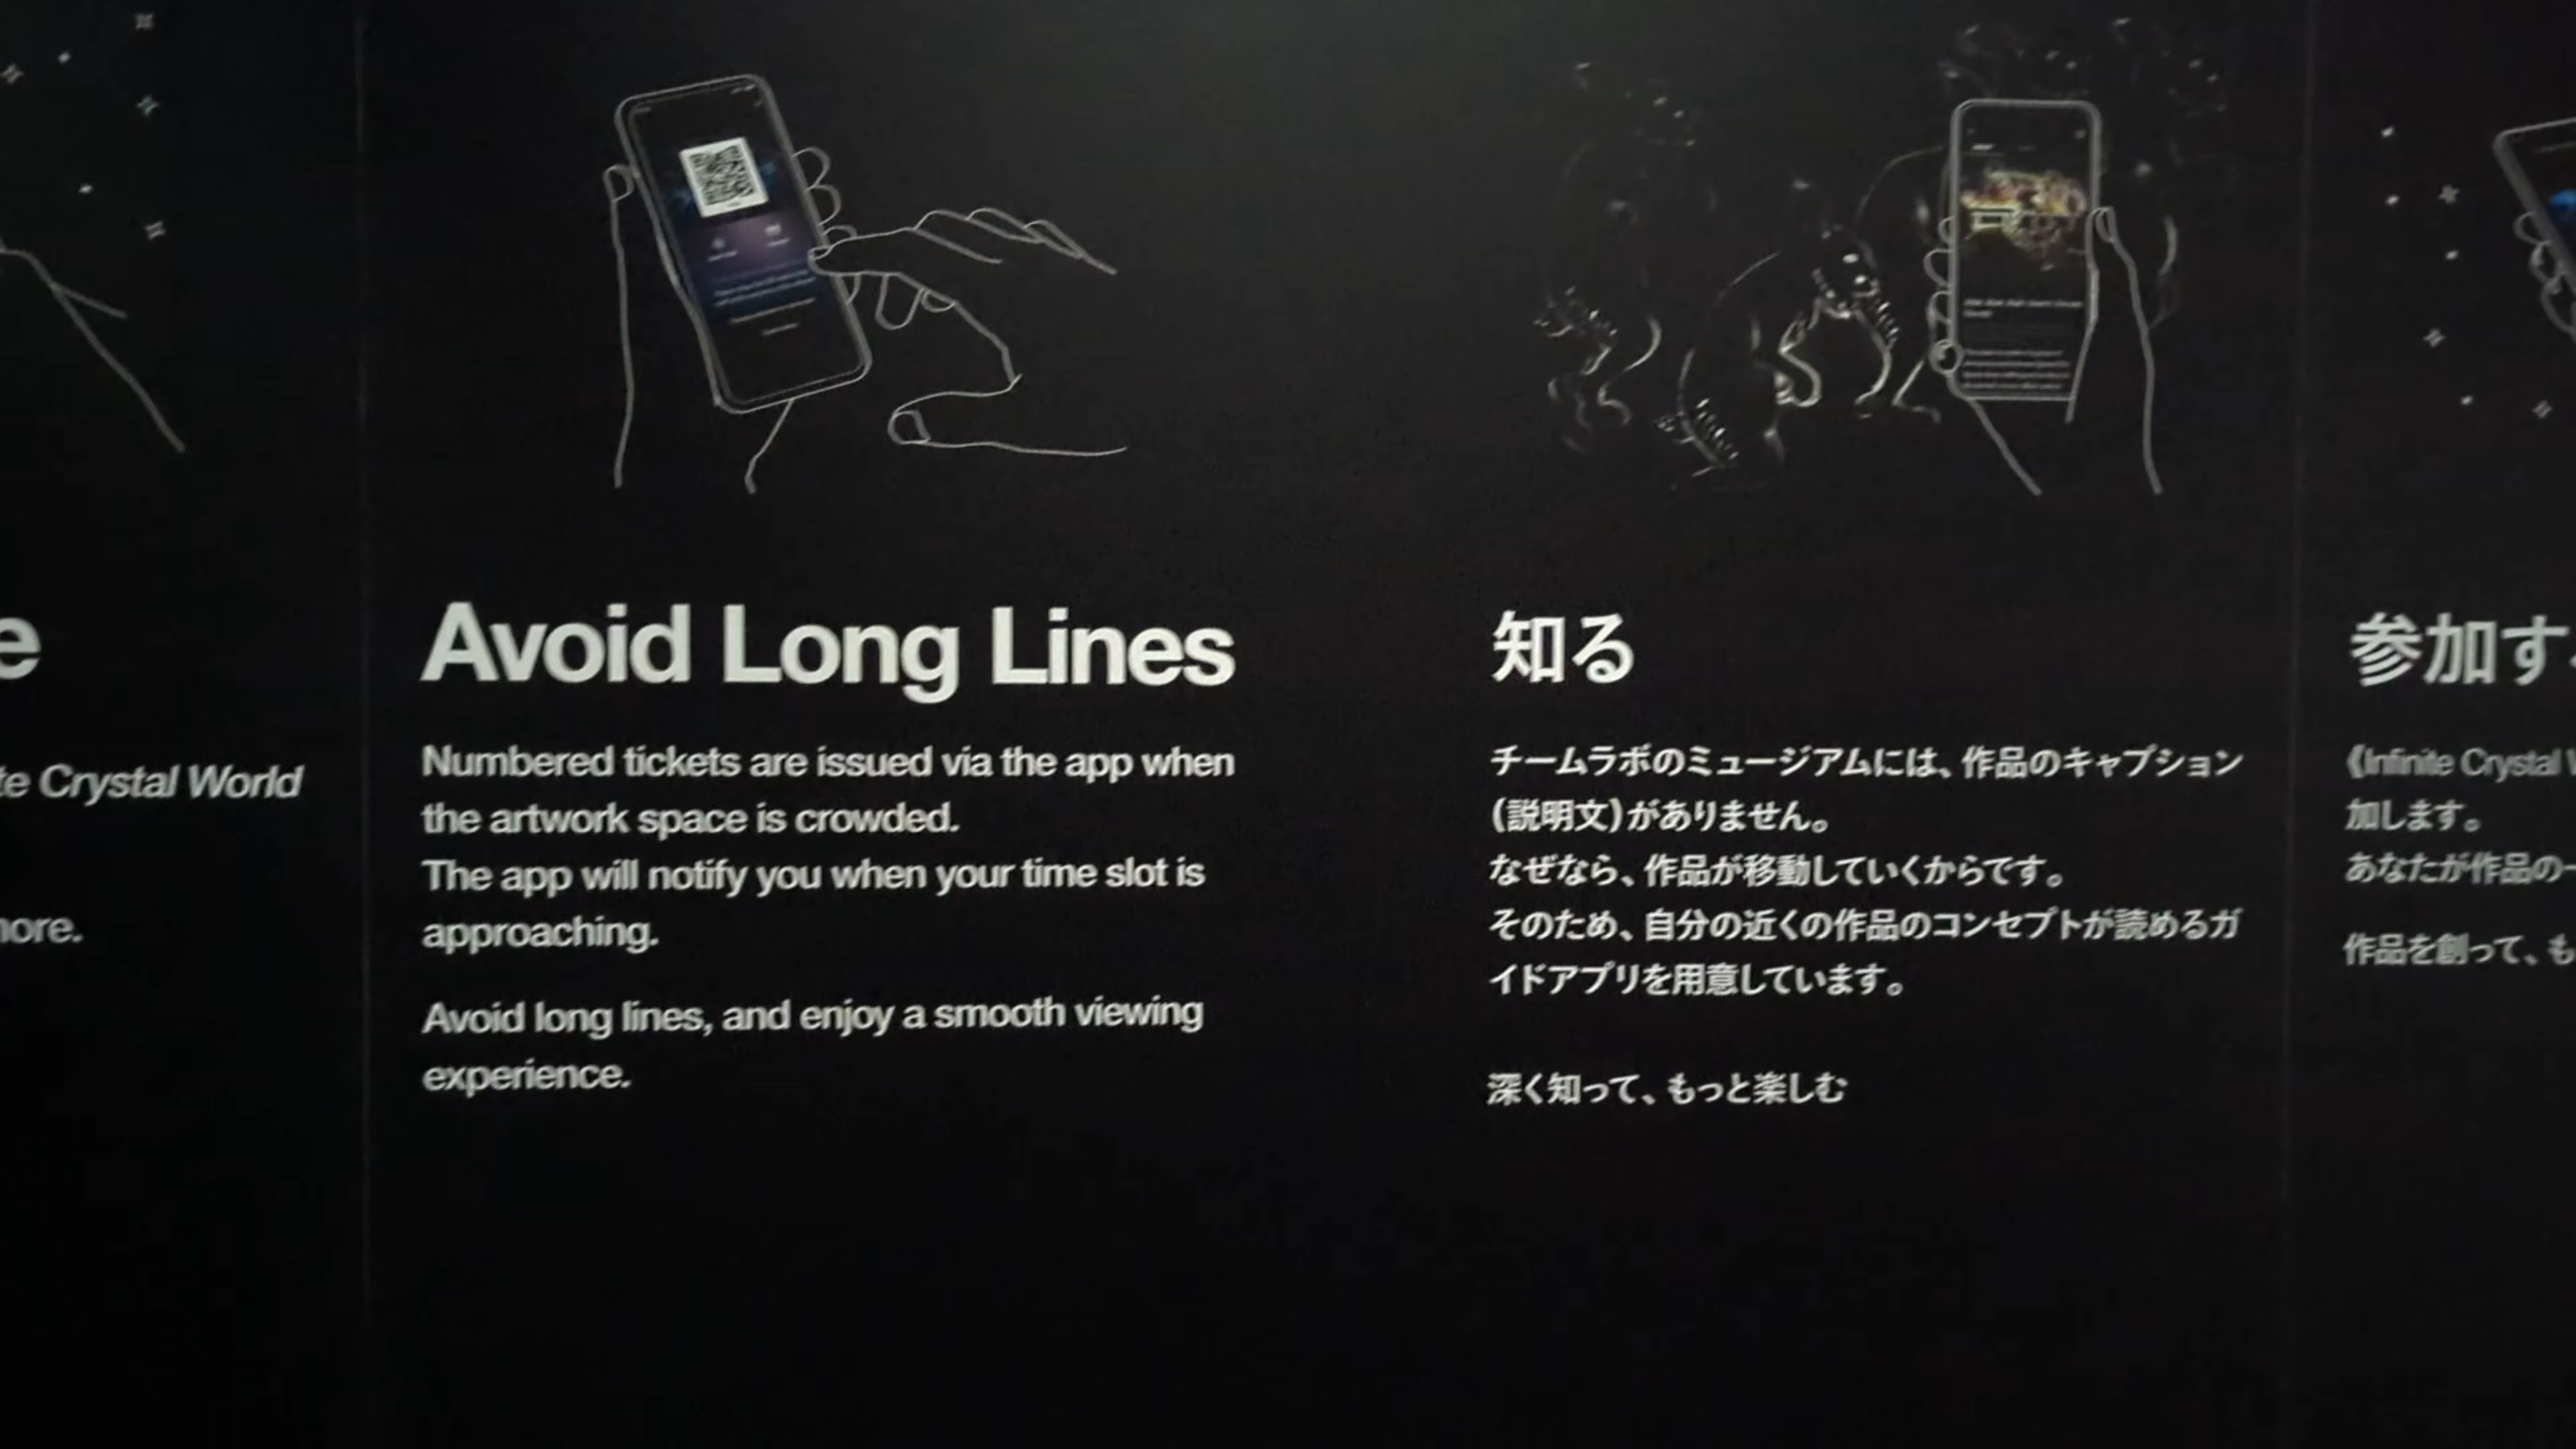 e
te Crystal World
more.
Avoid Long Lines
Numbered tickets are issued via the app when
the artwork space is crowded.
The app will notify you when your time slot is
approaching.
Avoid long lines, and enjoy a smooth viewing
experience.
知る
チームラボのミュージアムには、作品のキャプション
（説明文）がありません。
なぜなら、作品が移動していくからです。
そのため、自分の近くの作品のコンセプトが読めるガ
イドアプリを用意しています。
深く知って、もっと楽しむ
参加す
《Infinite Crystal
加します。
あなたが作品の一
作品を創って、も